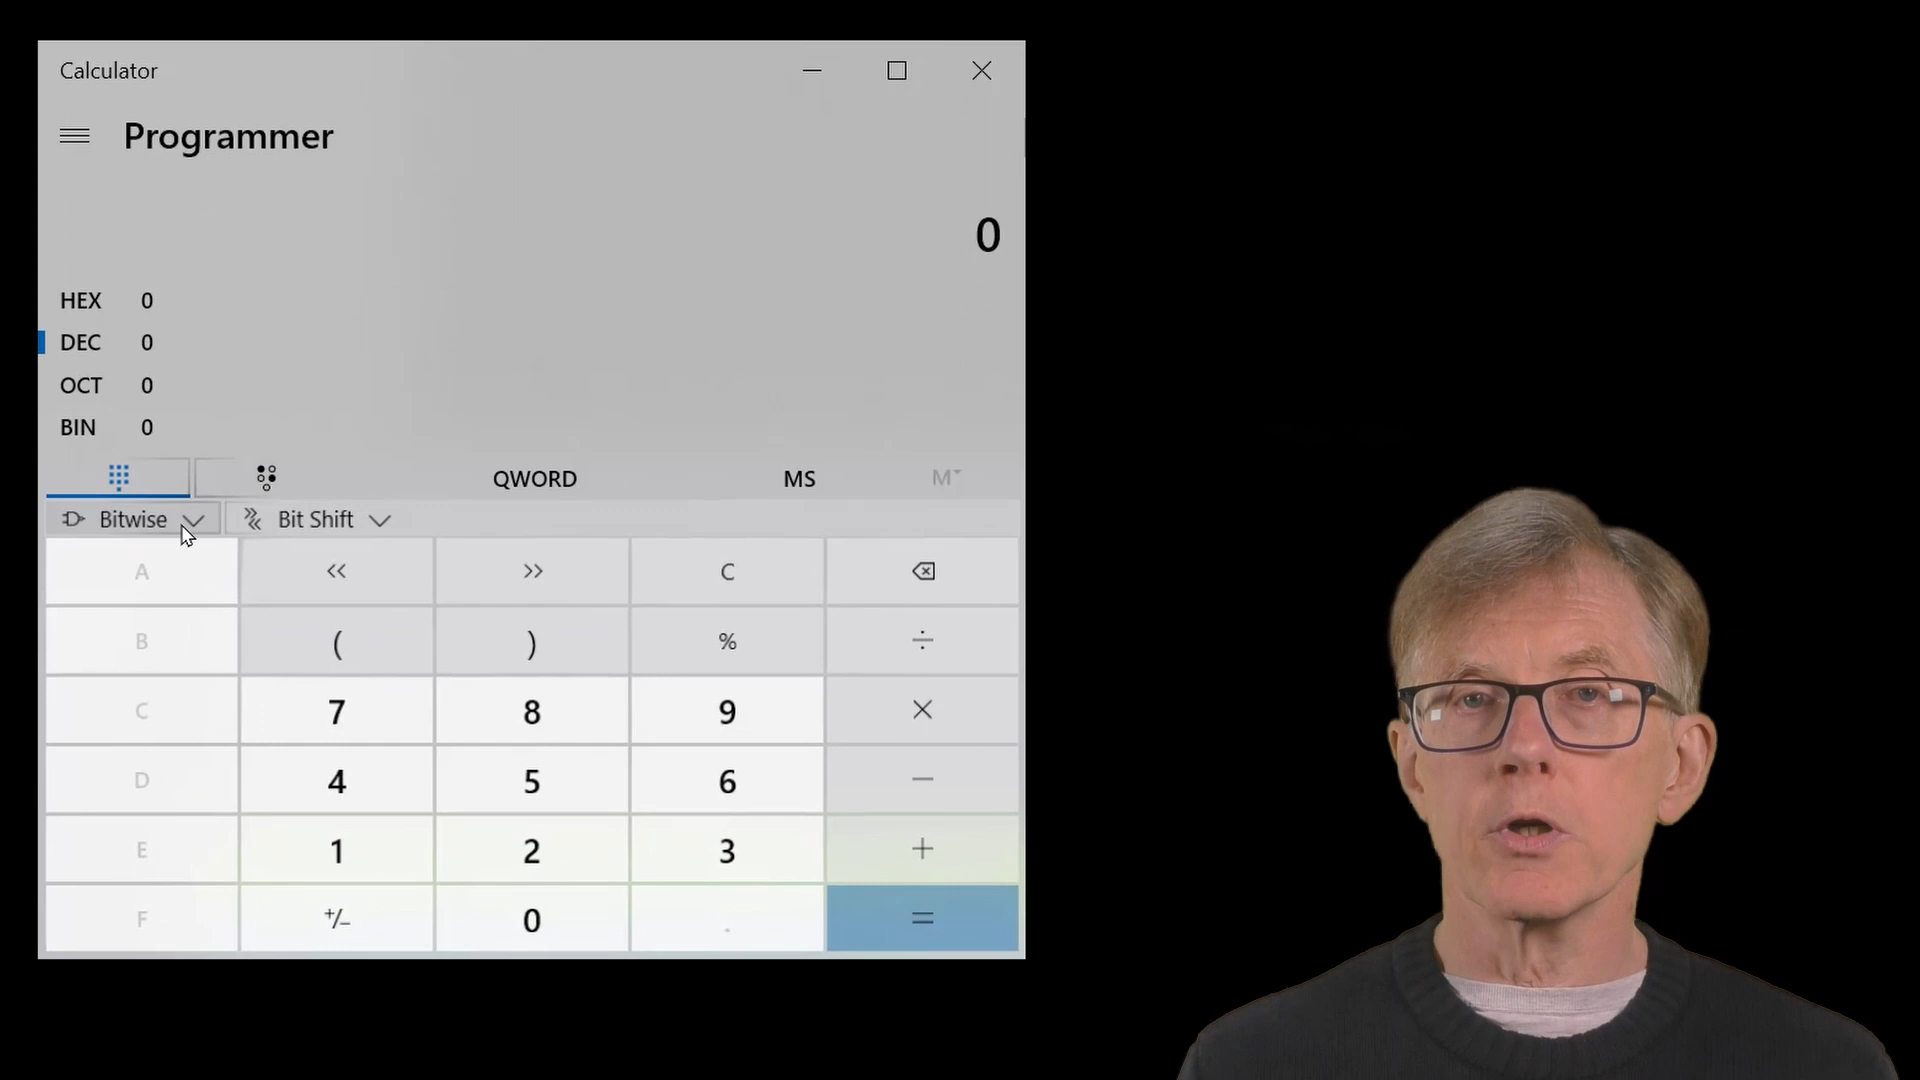 Calculator
Programmer
0
HEX 0
DEC 0
OCT 0
BIN 0
QWORD MS M
Bitwise Bit Shift
A << >> C
B ( ) % ÷
C 7 8 9 ×
D 4 5 6 −
E 1 2 3 +
F +/− 0 . =